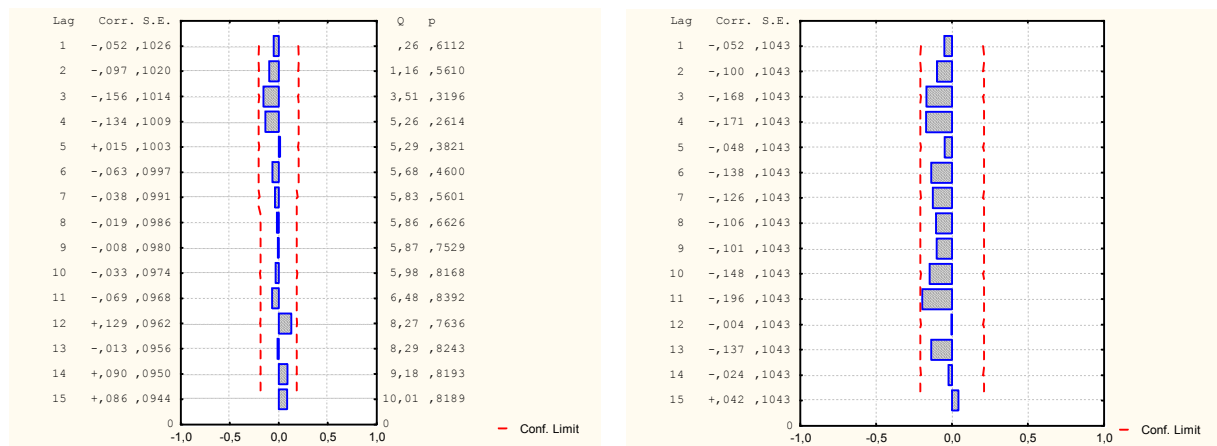 Lag Corr. S.E. Q p
1 -,052 ,1026 ,26 ,6112
2 -,097 ,1020 1,16 ,5610
3 -,156 ,1014 3,51 ,3196
4 -,134 ,1009 5,26 ,2614
5 +,015 ,1003 5,29 ,3821
6 -,063 ,0997 5,68 ,4600
7 -,038 ,0991 5,83 ,5601
8 -,019 ,0986 5,86 ,6626
9 -,008 ,0980 5,87 ,7529
10 -,033 ,0974 5,98 ,8168
11 -,069 ,0968 6,48 ,8392
12 +,129 ,0962 8,27 ,7636
13 -,013 ,0956 8,29 ,8243
14 +,090 ,0950 9,18 ,8193
15 +,086 ,0944 10,01 ,8189
0 0
-1,0 -0,5 0,0 0,5 1,0
Conf. Limit
Lag Corr. S.E.
1 -,052 ,1043
2 -,100 ,1043
3 -,168 ,1043
4 -,171 ,1043
5 -,048 ,1043
6 -,138 ,1043
7 -,126 ,1043
8 -,106 ,1043
9 -,101 ,1043
10 -,148 ,1043
11 -,196 ,1043
12 -,004 ,1043
13 -,137 ,1043
14 -,024 ,1043
15 +,042 ,1043
0
-1,0 -0,5 0,0 0,5 1,0
Conf. Limit